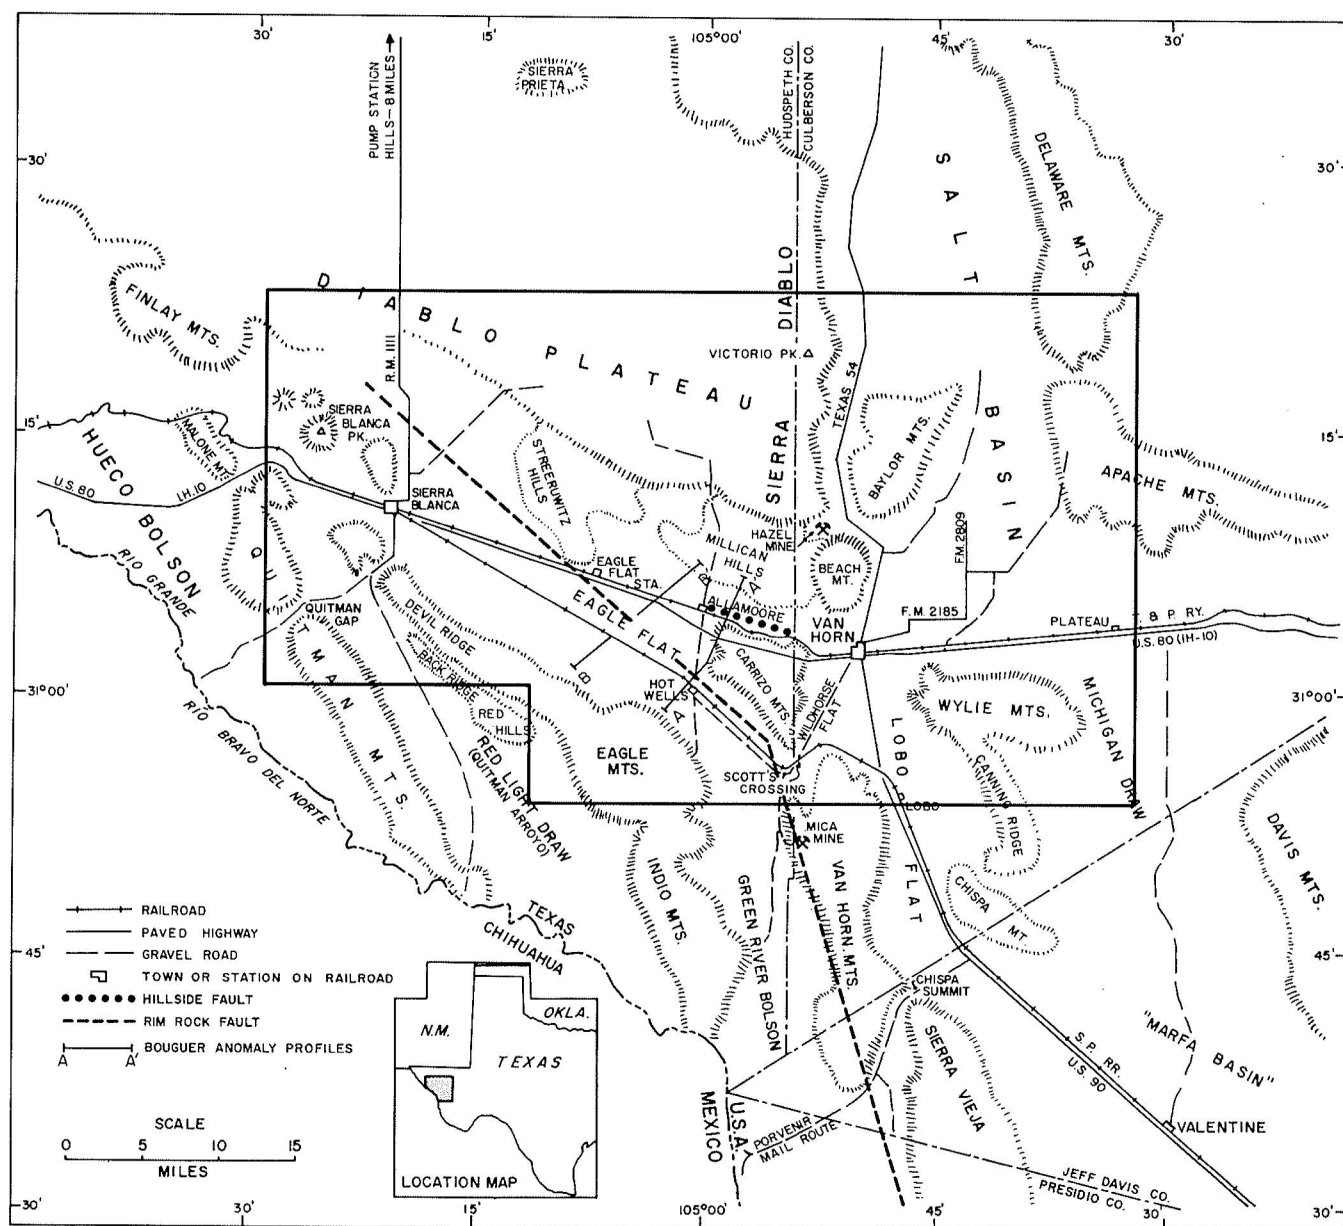 30'
15'
105°00'
45'
30'
PUMP STATION
HILLS—8 MILES
SIERRA
PRIETA
HUDSPETH CO.
CULBERSON CO.
30'
30'
SALT
DELAWARE MTS.
FINLAY MTS.
DIABLO PLATEAU
SIERRA DIABLO
R.M. 1111
VICTORIO PK.
TEXAS 54
BASIN
15'
15'
SIERRA
BLANCA
PK.
MALONE MT.
HUECO
BOLSON
STREERUWITZ
HILLS
BAYLOR MTS.
APACHE MTS.
U.S. 80
I.H. 10
SIERRA
BLANCA
HAZEL
MINE
MILLICAN
HILLS
BEACH
MT.
F.M. 2809
RIO GRANDE
QUITMAN MTS.
EAGLE
FLAT
STA.
B'
A'
ALLAMOORE
EAGLE FLAT
VAN
HORN
F.M. 2185
PLATEAU
T & P RY.
U.S. 80 (IH-10)
QUITMAN
GAP
DEVIL RIDGE
BACK RIDGE
B
HOT
WELLS
A
CARRIZO MTS.
WILDHORSE
FLAT
31°00'
31°00'
RED
HILLS
EAGLE
MTS.
WYLIE MTS.
MICHIGAN DRAW
RIO
BRAVO DEL NORTE
RED LIGHT DRAW
(QUITMAN ARROYO)
SCOTT'S
CROSSING
LOBO FLAT
LOBO
CANNING
RIDGE
MICA
MINE
DAVIS MTS.
INDIO MTS.
GREEN RIVER BOLSON
VAN HORN MTS.
CHISPA
MT.
TEXAS
CHIHUAHUA
45'
45'
CHISPA
SUMMIT
SIERRA VIEJA
S.P. RR.
U.S. 90
"MARFA BASIN"
VALENTINE
MEXICO
U.S.A.
PORVENIR
MAIL ROUTE
JEFF DAVIS CO.
PRESIDIO CO.
RAILROAD
PAVED HIGHWAY
GRAVEL ROAD
TOWN OR STATION ON RAILROAD
HILLSIDE FAULT
RIM ROCK FAULT
A A' BOUGUER ANOMALY PROFILES
SCALE
0 5 10 15
MILES
N.M.
OKLA.
TEXAS
LOCATION MAP
30'
15'
105°00'
45'
30'
30'
30'